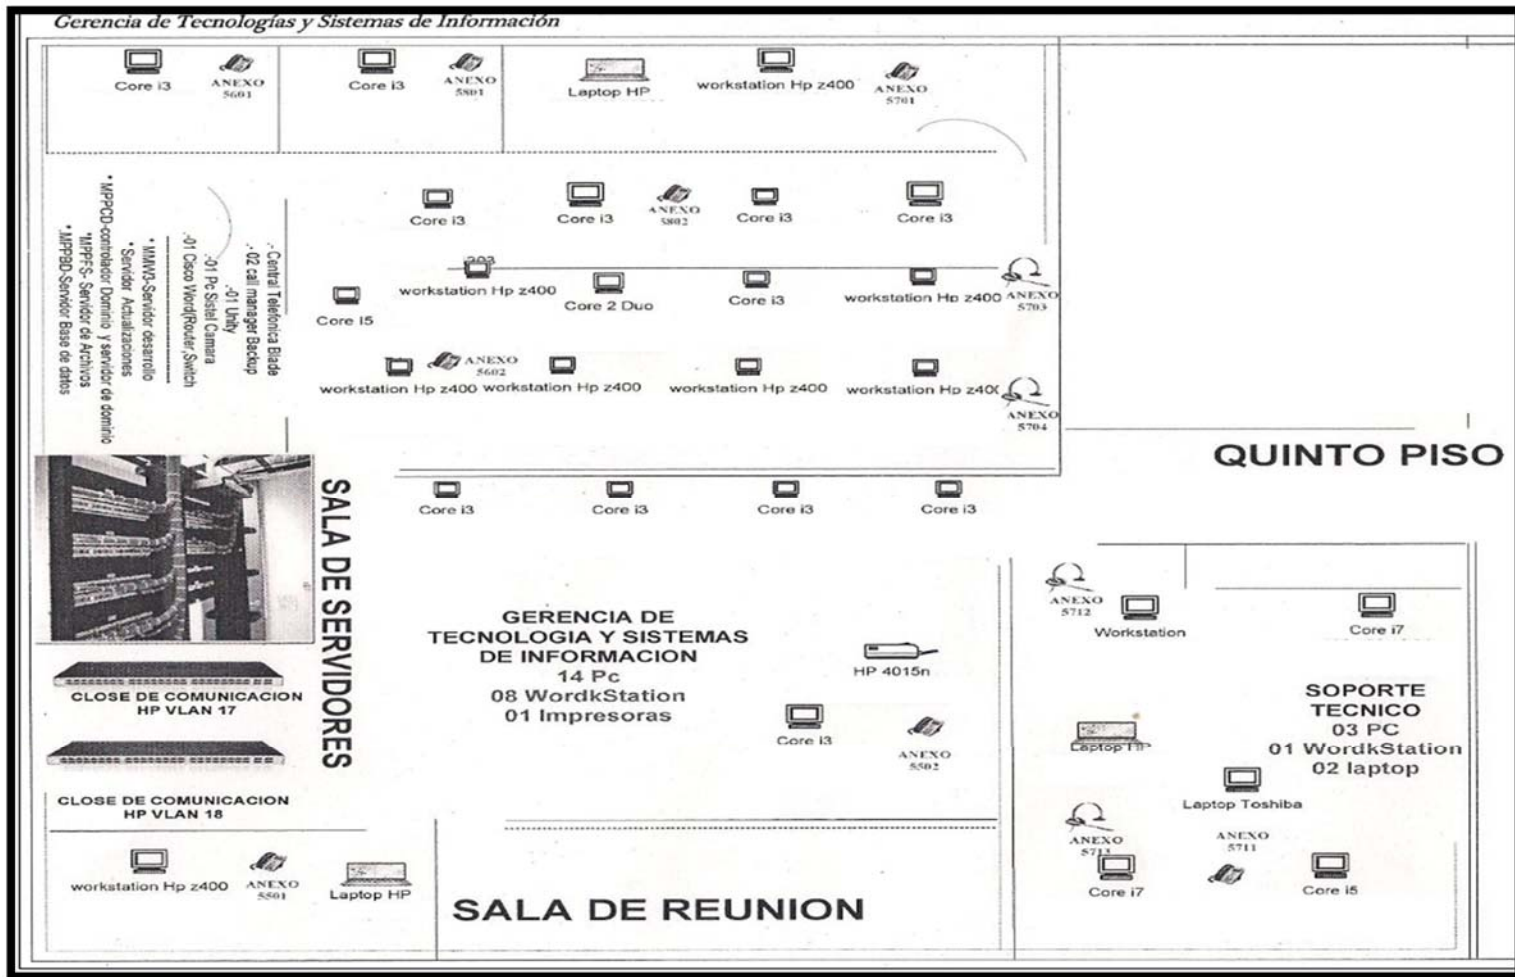 Gerencia de Tecnologías y Sistemas de Información
Core i3
ANEXO
5601
Core i3
ANEXO
5801
Laptop HP
workstation Hp z400
ANEXO
5701
Core i3
Core i3
ANEXO
5802
Core i3
Core i3
.- Central Telefonica Blade
.- 02 call manager Backup
.-01 Unity
.-01 Pc Sistel Camara
.-01 Cisco Word(Router,Switch
* MMW3-Servidor desarrollo
* Servidor Actualizaciones
* MPPCD-controlador Dominio y servidor de dominio
*MPPFS- Servidor de Archivos
*.MPPBD-Servidor Base de datos
Core I5
workstation Hp z400
Core 2 Duo
Core i3
workstation Hp z400
ANEXO
5703
ANEXO
5602
workstation Hp z400
workstation Hp z400
workstation Hp z400
workstation Hp z40(
ANEXO
5704
QUINTO PISO
Core i3
Core i3
Core i3
Core i3
SALA DE SERVIDORES
CLOSE DE COMUNICACION
HP VLAN 17
CLOSE DE COMUNICACION
HP VLAN 18
GERENCIA DE
TECNOLOGIA Y SISTEMAS
DE INFORMACION
14 Pc
08 WordkStation
01 Impresoras
HP 4015n
Core i3
ANEXO
5502
ANEXO
5712
Workstation
Core i7
SOPORTE
TECNICO
03 PC
01 WordkStation
02 laptop
Laptop HP
Laptop Toshiba
ANEXO
5713
Core i7
ANEXO
5711
Core i5
workstation Hp z400
ANEXO
5501
Laptop HP
SALA DE REUNION